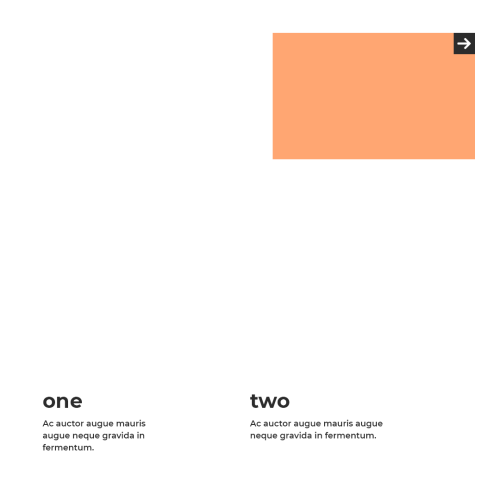 one
Ac auctor augue mauris
augue neque gravida in
fermentum.
two
Ac auctor augue mauris augue
neque gravida in fermentum.